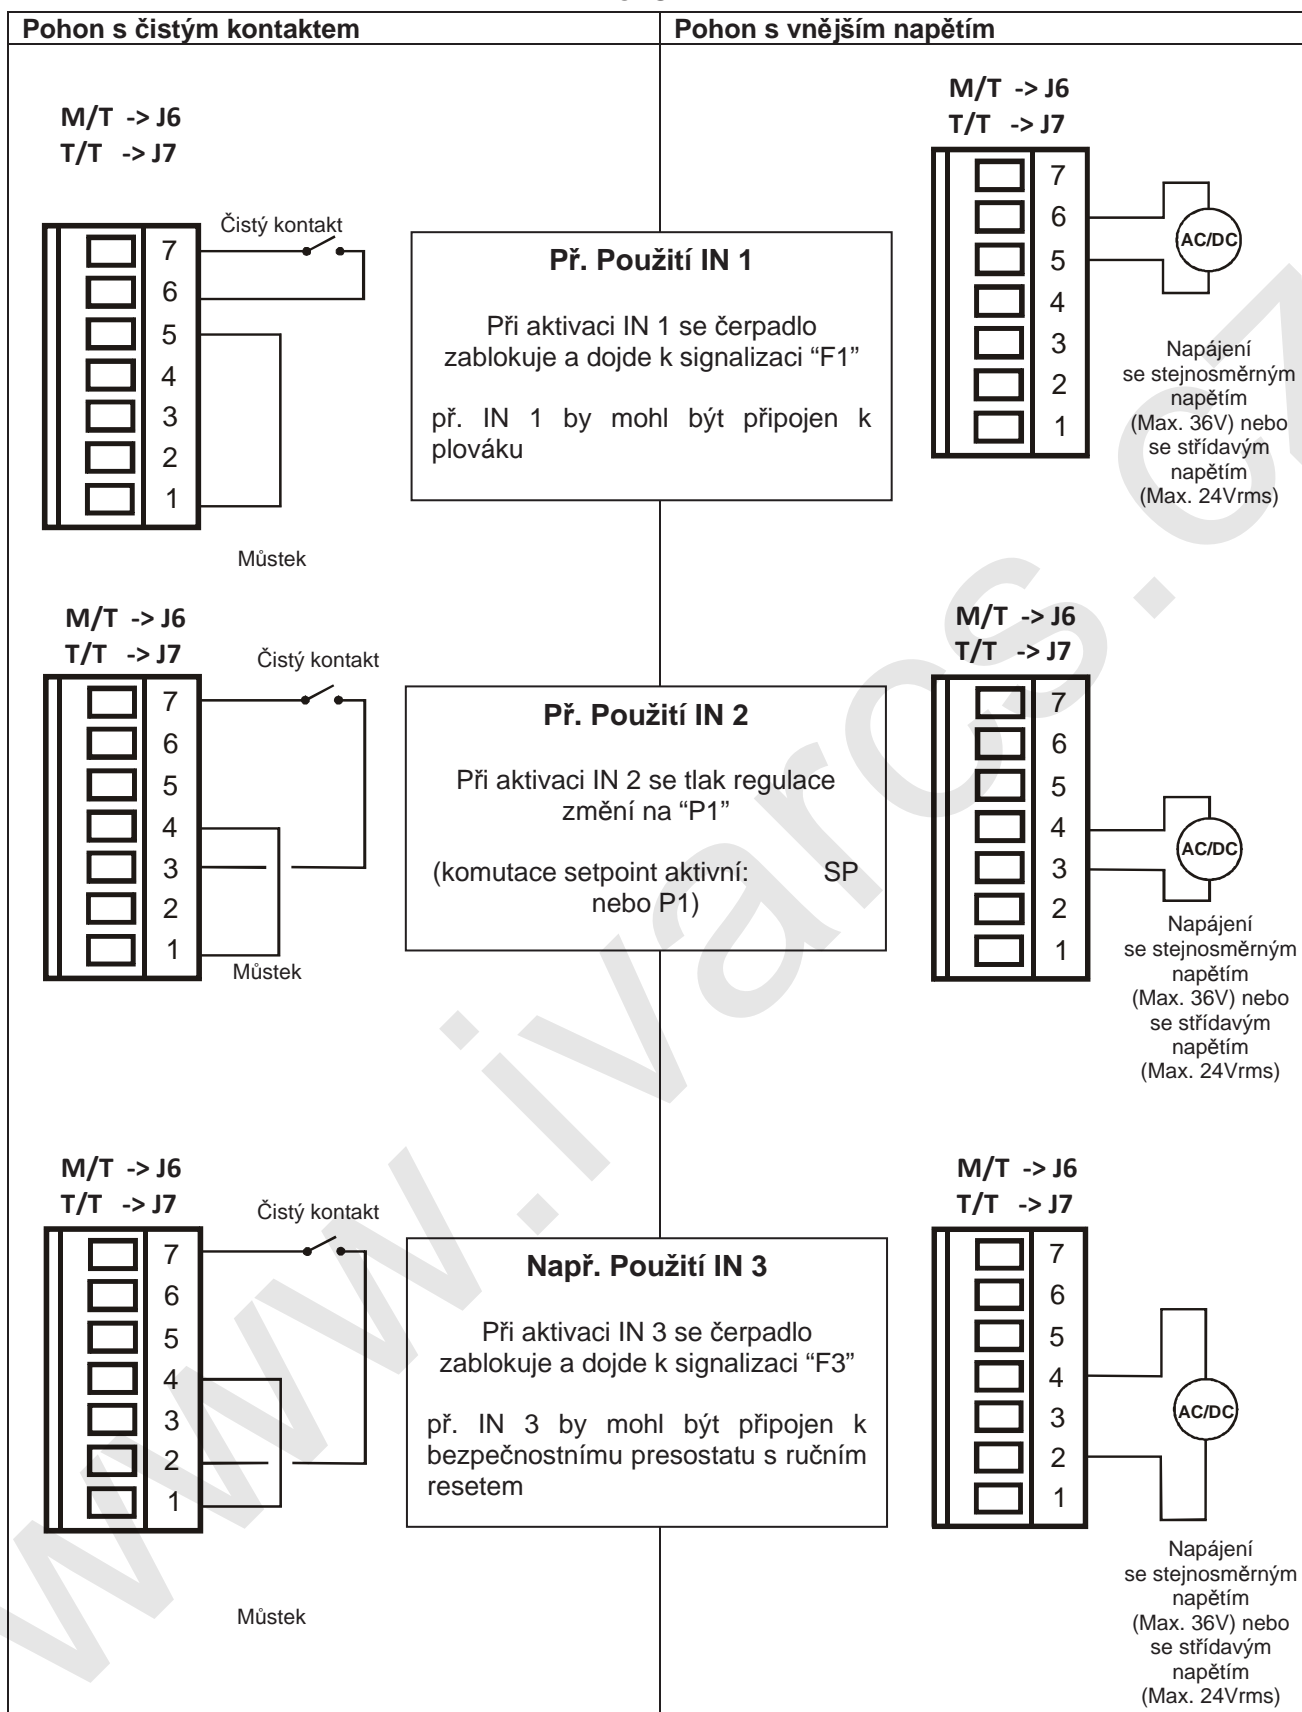 Pohon s čistým kontaktem
Pohon s vnějším napětím
M/T -> J6
T/T -> J7
Čistý kontakt
7
6
5
4
3
2
1
Můstek
Př. Použití IN 1
Při aktivaci IN 1 se čerpadlo
zablokuje a dojde k signalizaci “F1”
př. IN 1 by mohl být připojen k
plováku
M/T -> J6
T/T -> J7
7
6
5
4
3
2
1
AC/DC
Napájení
se stejnosměrným
napětím
(Max. 36V) nebo
se střídavým
napětím
(Max. 24Vrms)
M/T -> J6
T/T -> J7
Čistý kontakt
7
6
5
4
3
2
1
Můstek
Př. Použití IN 2
Při aktivaci IN 2 se tlak regulace
změní na “P1”
(komutace setpoint aktivní: SP
nebo P1)
M/T -> J6
T/T -> J7
7
6
5
4
3
2
1
AC/DC
Napájení
se stejnosměrným
napětím
(Max. 36V) nebo
se střídavým
napětím
(Max. 24Vrms)
M/T -> J6
T/T -> J7
Čistý kontakt
7
6
5
4
3
2
1
Můstek
Např. Použití IN 3
Při aktivaci IN 3 se čerpadlo
zablokuje a dojde k signalizaci “F3”
př. IN 3 by mohl být připojen k
bezpečnostnímu presostatu s ručním
resetem
M/T -> J6
T/T -> J7
7
6
5
4
3
2
1
AC/DC
Napájení
se stejnosměrným
napětím
(Max. 36V) nebo
se střídavým
napětím
(Max. 24Vrms)
www.ivarcs.cz